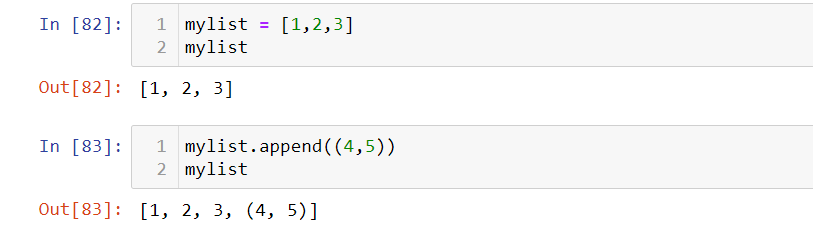 In [82]: 1 mylist = [1,2,3]
2 mylist
Out[82]: [1, 2, 3]
In [83]: 1 mylist.append((4,5))
2 mylist
Out[83]: [1, 2, 3, (4, 5)]